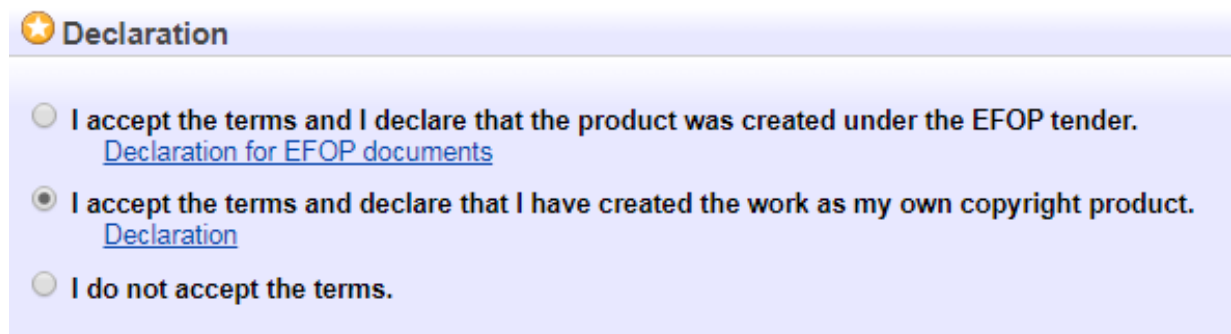 Declaration
I accept the terms and I declare that the product was created under the EFOP tender.
Declaration for EFOP documents
I accept the terms and declare that I have created the work as my own copyright product.
Declaration
I do not accept the terms.